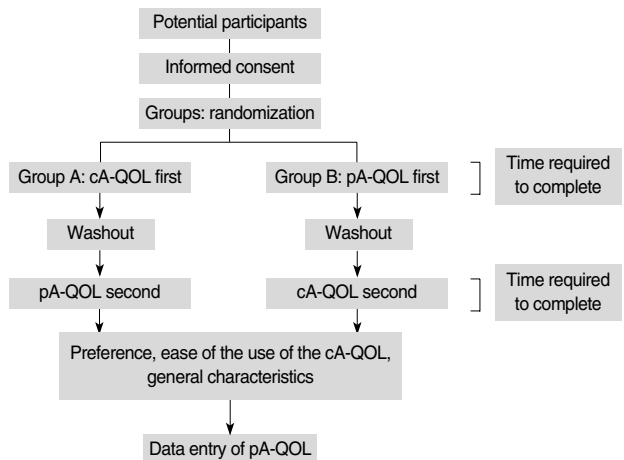 Potential participants
Informed consent
Groups: randomization
Group A: cA-QOL first
Group B: pA-QOL first
Time required
to complete
Washout
Washout
pA-QOL second
cA-QOL second
Time required
to complete
Preference, ease of the use of the cA-QOL,
general characteristics
Data entry of pA-QOL